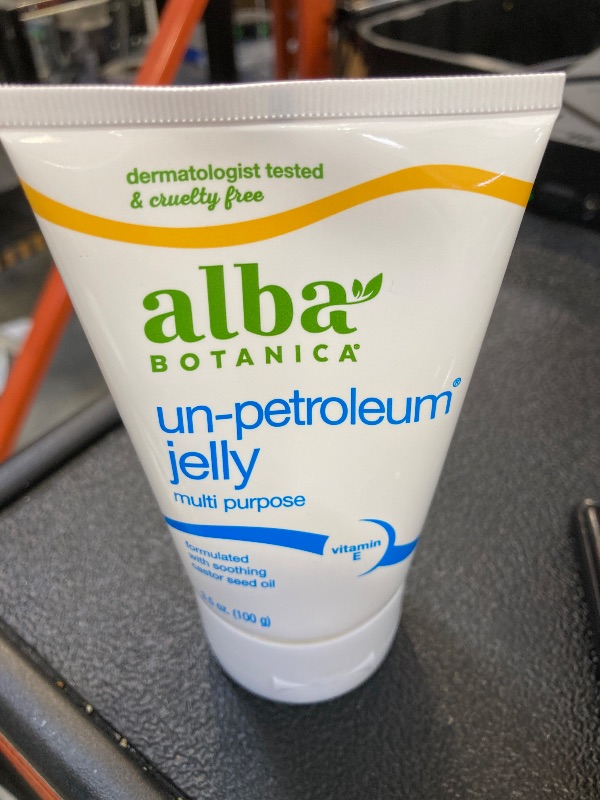 dermatologist tested
& cruelty free
alba
BOTANICA®
un-petroleum®
jelly
multi purpose
vitamin
E
formulated
with soothing
castor seed oil
oz. (100 g)